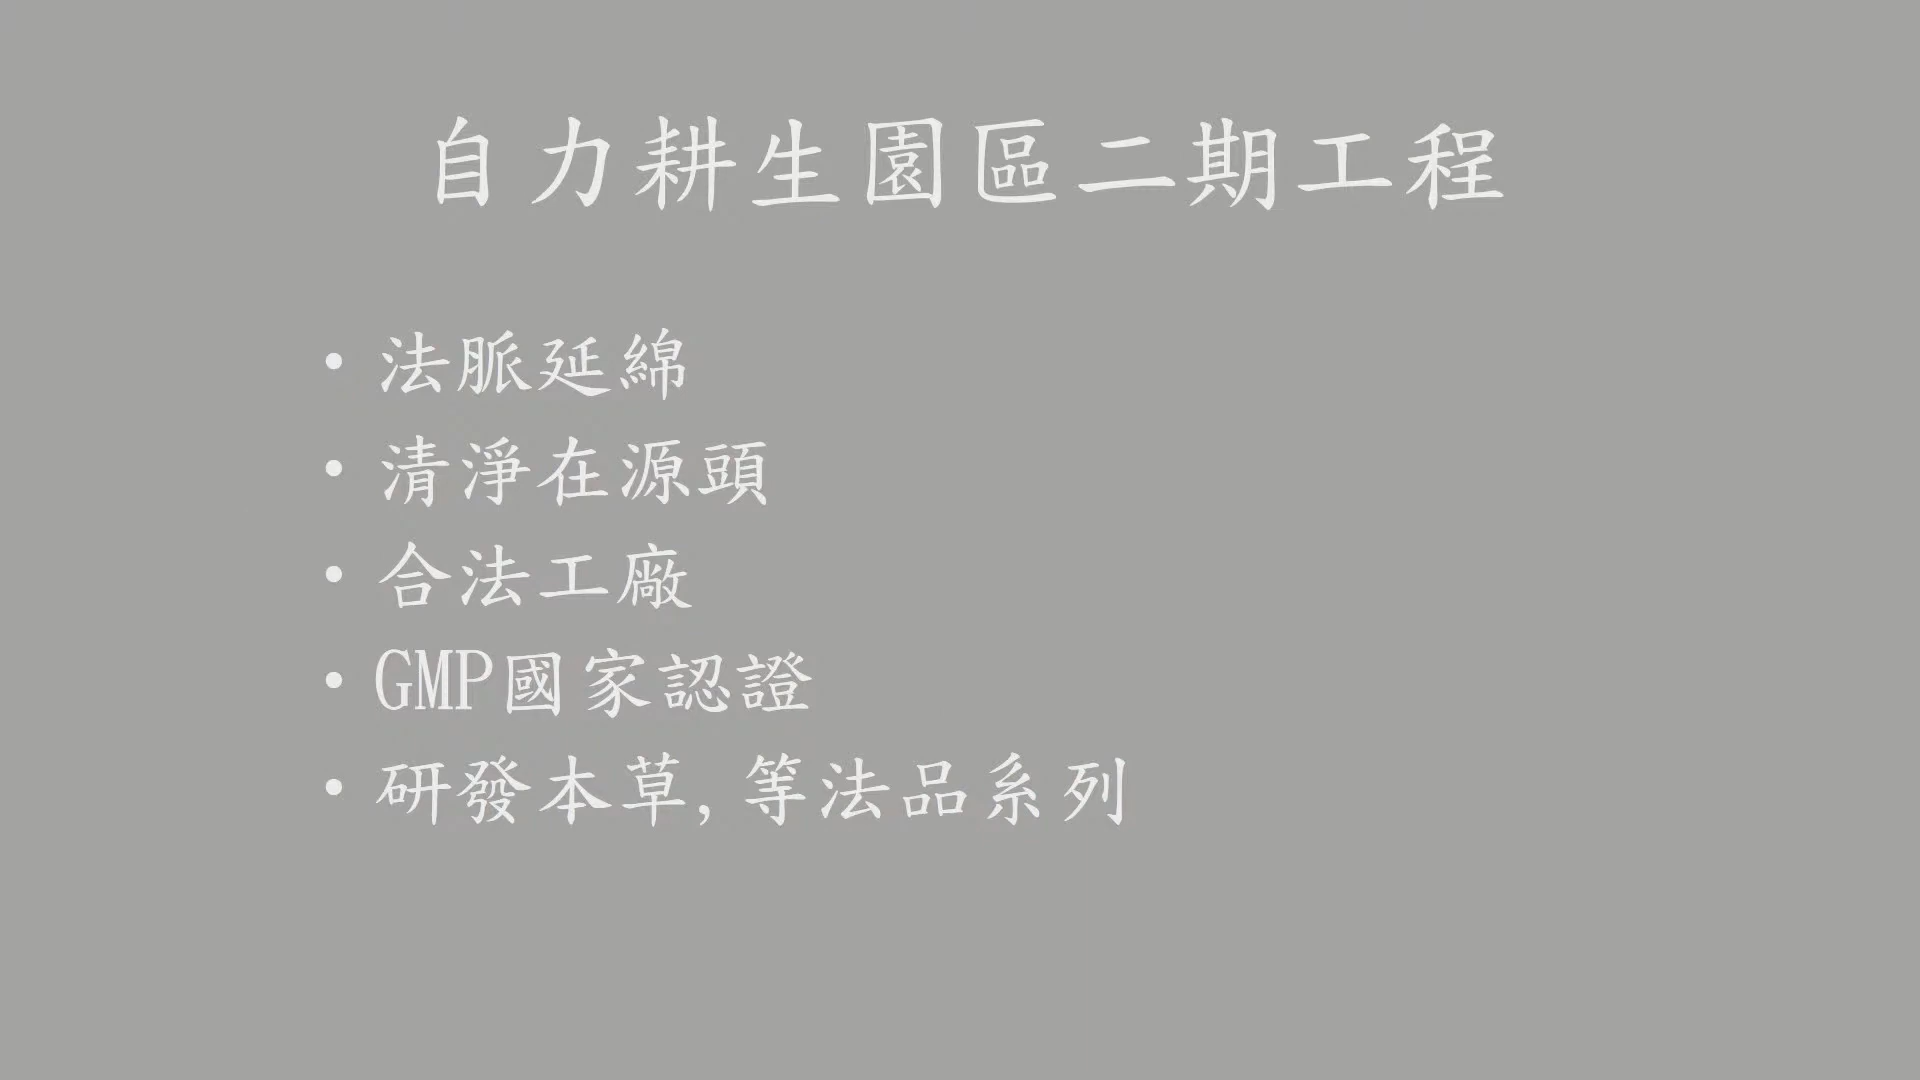 自力耕生園區二期工程
• 法脈延綿
• 清淨在源頭
• 合法工廠
• GMP國家認證
• 研發本草,等法品系列